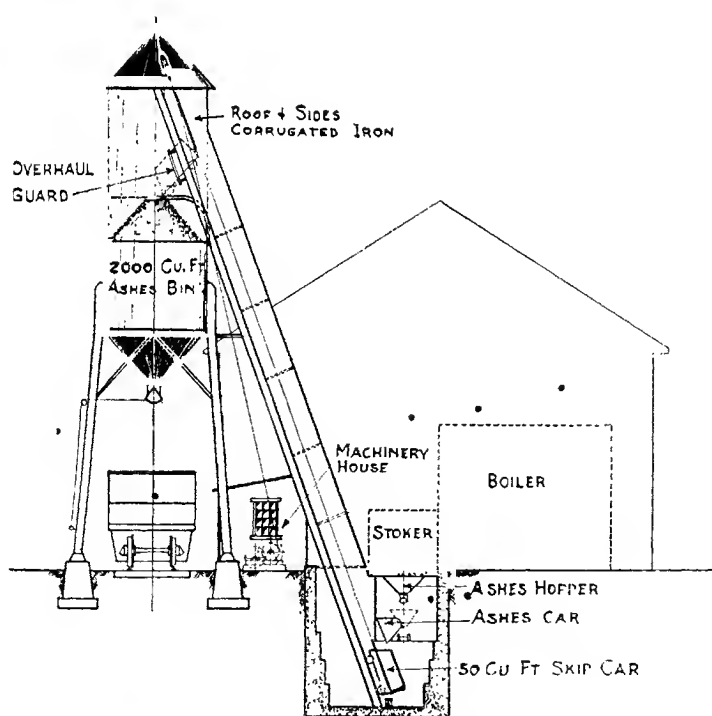 ROOF & SIDES
CORRUGATED IRON
OVERHAUL
GUARD
2000 CU. FT
ASHES BIN
MACHINERY
HOUSE
BOILER
STOKER
ASHES HOPPER
ASHES CAR
50 CU FT SKIP CAR